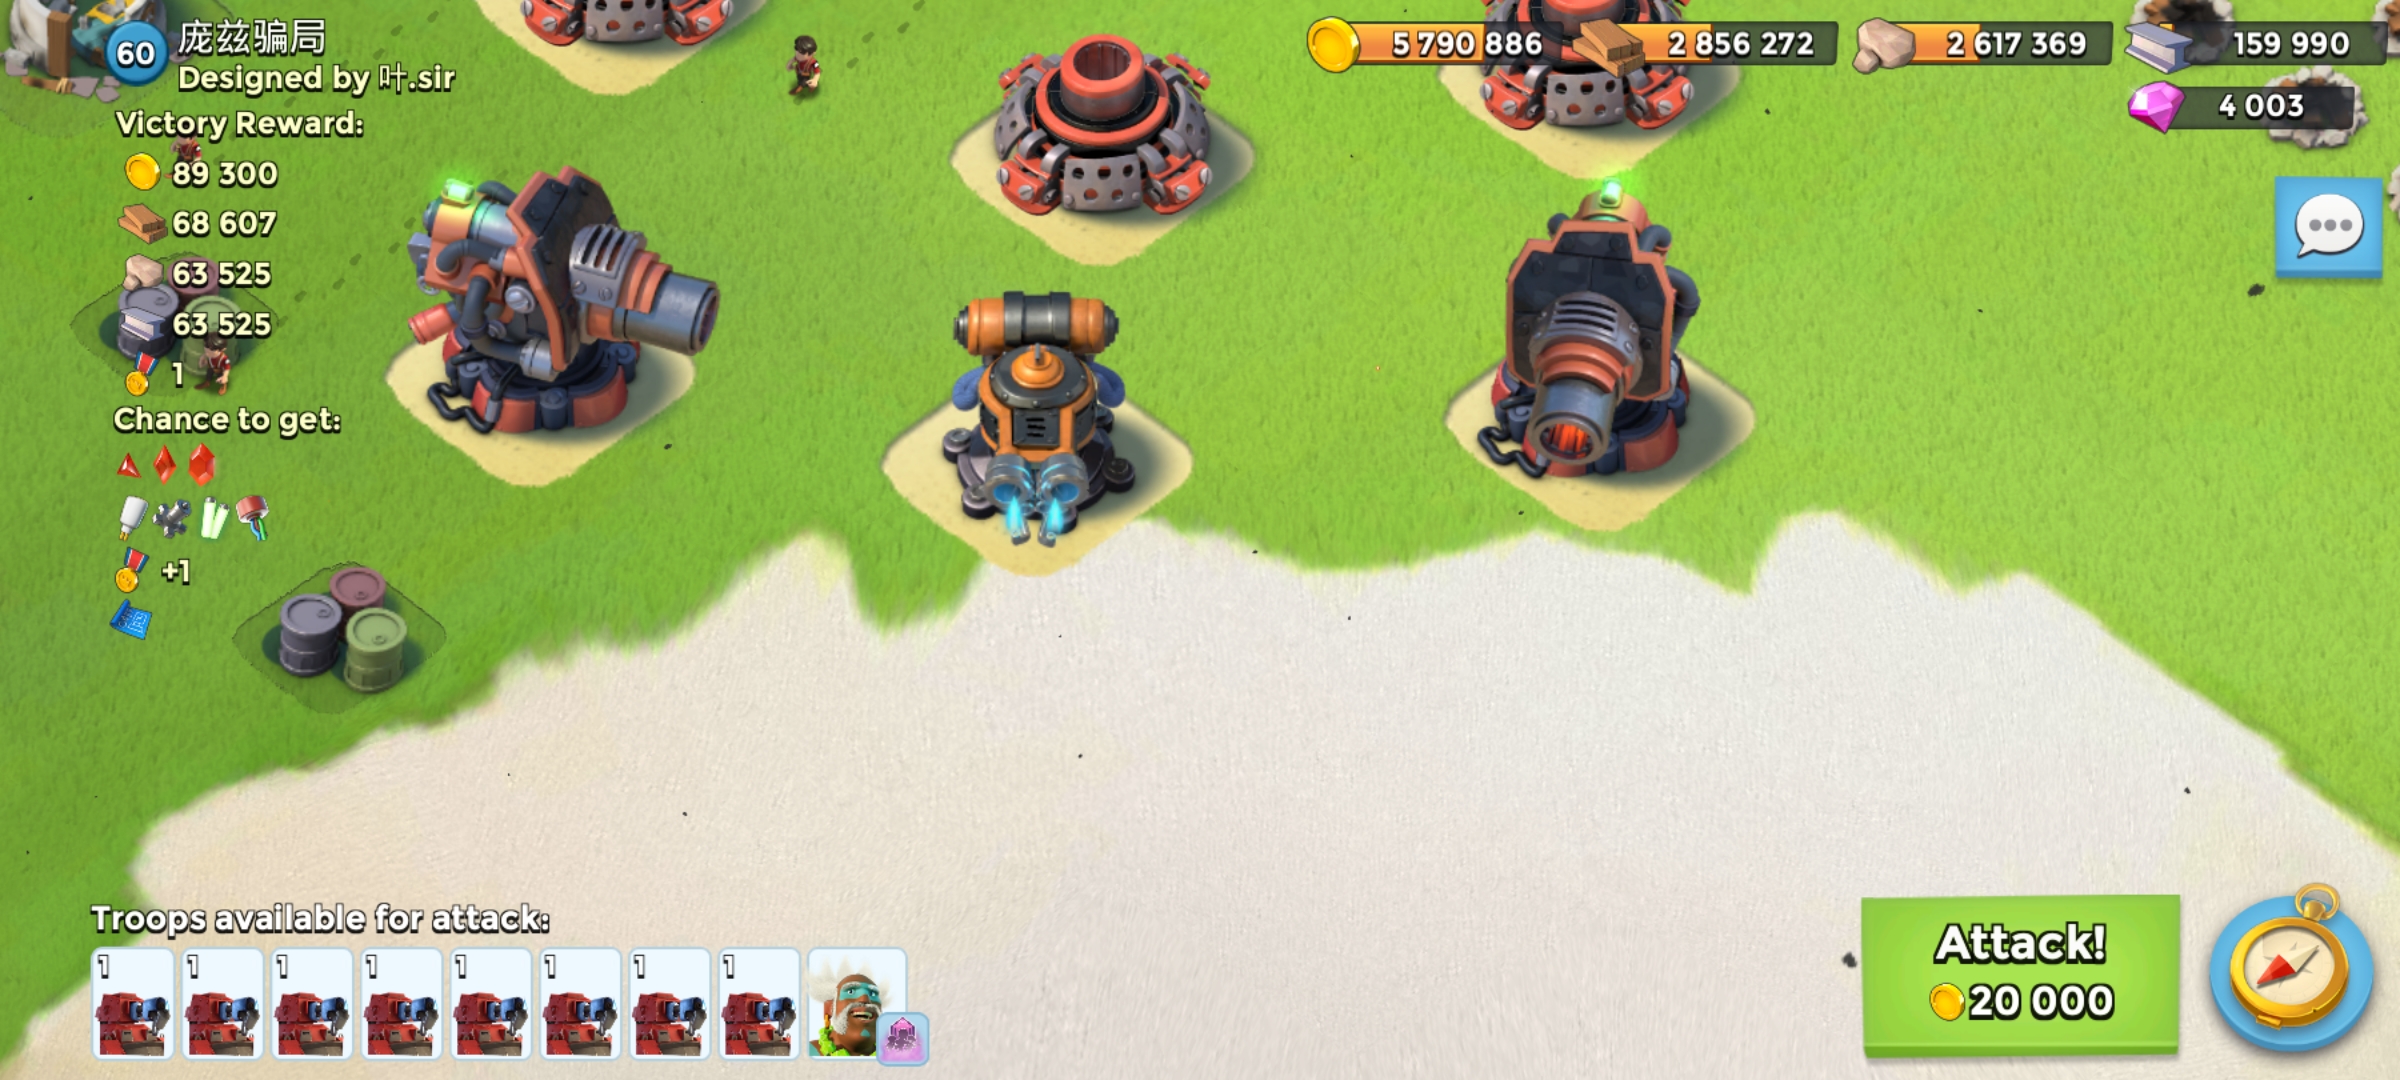 60
庞兹骗局
Designed by 叶.sir
5 790 886
2 856 272
2 617 369
159 990
4 003
Victory Reward:
89 300
68 607
63 525
63 525
1
Chance to get:
+1
Troops available for attack:
1 1 1 1 1 1 1 1
Attack!
20 000